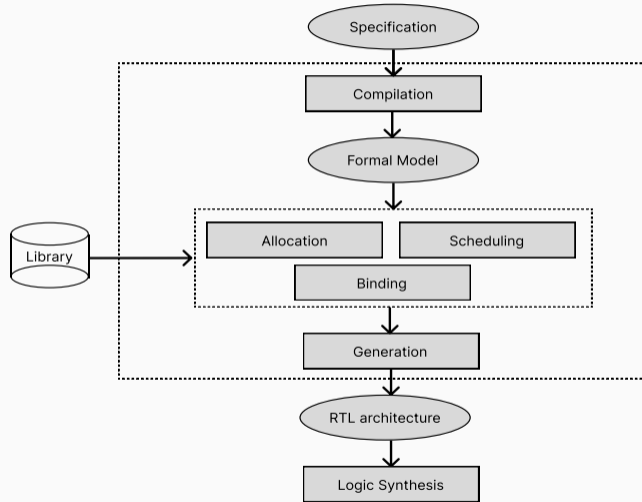 Specification
Compilation
Formal Model
Allocation
Scheduling
Library
Binding
Generation
RTL architecture
Logic Synthesis